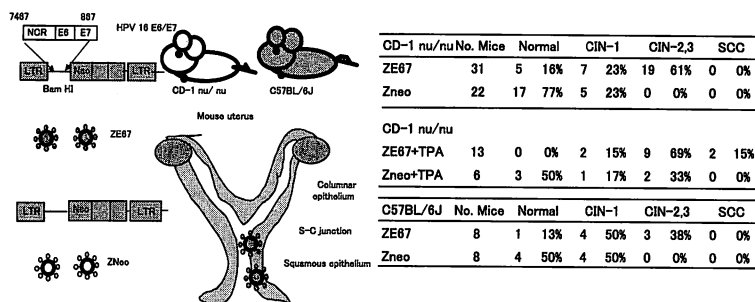 7467 887
NCR E6 E7
HPV 16 E6/E7
LTR Neo LTR
Bam HI
CD-1 nu/ nu
C57BL/6J
ZE67
Mouse uterus
Columnar
epithelium
LTR Neo LTR
S-C junction
Squamous epithelium
ZNeo
CD-1 nu/nu No. Mice Normal CIN-1 CIN-2,3 SCC
ZE67 31 5 16% 7 23% 19 61% 0 0%
Zneo 22 17 77% 5 23% 0 0% 0 0%
CD-1 nu/nu
ZE67+TPA 13 0 0% 2 15% 9 69% 2 15%
Zneo+TPA 6 3 50% 1 17% 2 33% 0 0%
C57BL/6J No. Mice Normal CIN-1 CIN-2,3 SCC
ZE67 8 1 13% 4 50% 3 38% 0 0%
Zneo 8 4 50% 4 50% 0 0% 0 0%